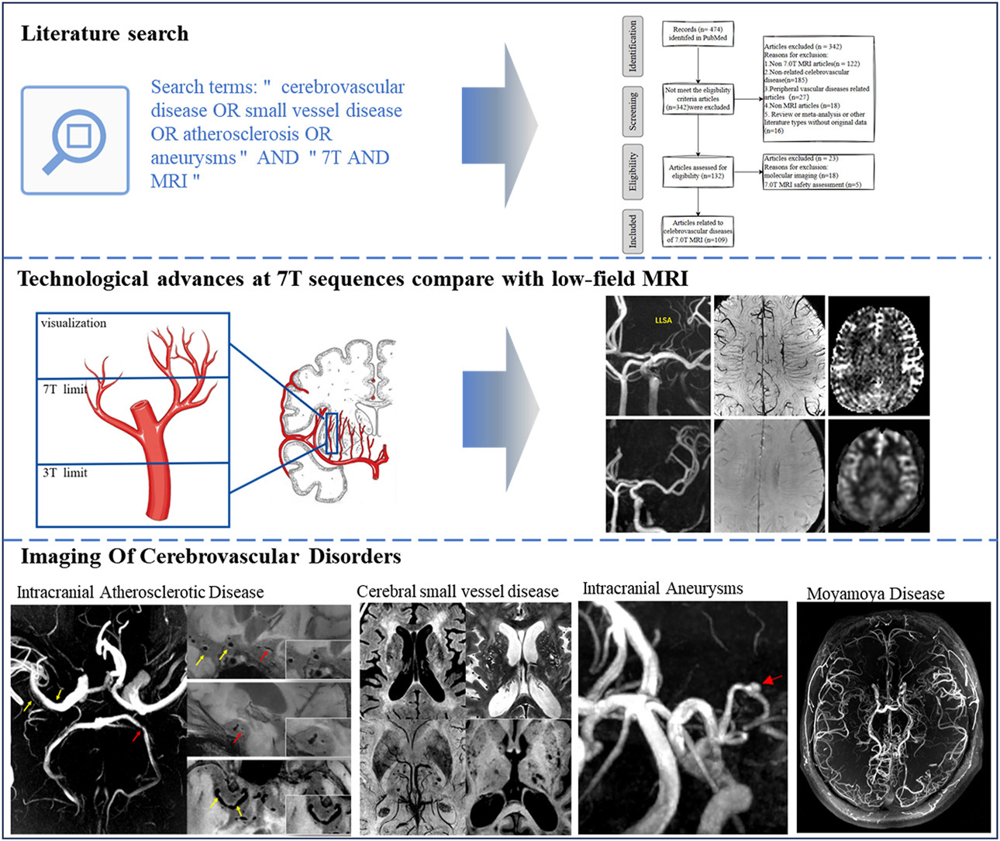 Literature search
Search terms: " cerebrovascular
disease OR small vessel disease
OR atherosclerosis OR
aneurysms " AND " 7T AND
MRI "
Identification
Records (n= 474)
identifed in PubMed
Articles excluded (n = 342)
Reasons for exclusion:
1.Non 7.0T MRI articles(n = 122)
2.Non-related celebrovascular
disease(n=185)
3.Peripheral vascular diseases related
articles (n=27)
4.Non MRI articles (n=18)
5. Review or meta-analysis or other
literature types without original data
(n=16)
Screening
Not meet the eligibility
criteria articles
(n=342)were excluded
Eligibility
Articles assessed for
eligibility (n=132)
Articles excluded (n = 23)
Reasons for exclusion:
molecular imaging (n=18)
7.0T MRI safety assessment (n=5)
Included
Articles related to
celebrovascular diseases
of 7.0T MRI (n=109)
Technological advances at 7T sequences compare with low-field MRI
visualization
7T limit
3T limit
LLSA
Imaging Of Cerebrovascular Disorders
Intracranial Atherosclerotic Disease
Cerebral small vessel disease
Intracranial Aneurysms
Moyamoya Disease